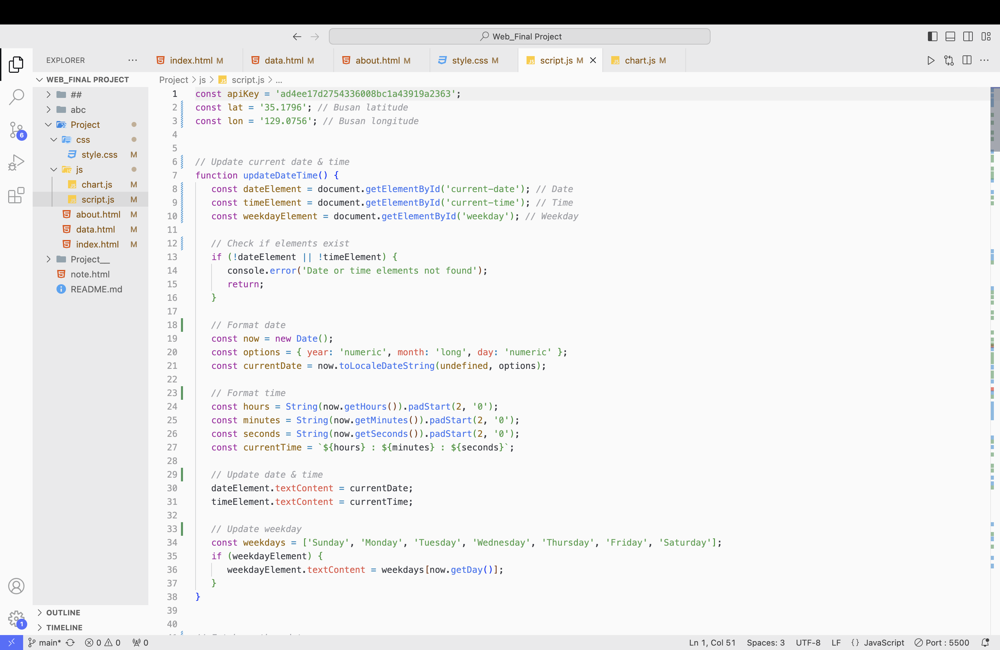 Web_Final Project
EXPLORER
index.html M
data.html M
about.html M
style.css M
script.js M
chart.js M
WEB_FINAL PROJECT
##
abc
Project
css
style.css M
js
chart.js M
script.js M
about.html M
data.html M
index.html M
Project__
note.html
README.md
OUTLINE
TIMELINE
6
1
Project > js > JS script.js > ...
1 const apiKey = 'ad4ee17d2754336008bc1a43919a2363';
2 const lat = '35.1796'; // Busan latitude
3 const lon = '129.0756'; // Busan longitude
4
5
6 // Update current date & time
7 function updateDateTime() {
8 const dateElement = document.getElementById('current-date'); // Date
9 const timeElement = document.getElementById('current-time'); // Time
10 const weekdayElement = document.getElementById('weekday'); // Weekday
11
12 // Check if elements exist
13 if (!dateElement || !timeElement) {
14 console.error('Date or time elements not found');
15 return;
16 }
17
18 // Format date
19 const now = new Date();
20 const options = { year: 'numeric', month: 'long', day: 'numeric' };
21 const currentDate = now.toLocaleDateString(undefined, options);
22
23 // Format time
24 const hours = String(now.getHours()).padStart(2, '0');
25 const minutes = String(now.getMinutes()).padStart(2, '0');
26 const seconds = String(now.getSeconds()).padStart(2, '0');
27 const currentTime = `${hours} : ${minutes} : ${seconds}`;
28
29 // Update date & time
30 dateElement.textContent = currentDate;
31 timeElement.textContent = currentTime;
32
33 // Update weekday
34 const weekdays = ['Sunday', 'Monday', 'Tuesday', 'Wednesday', 'Thursday', 'Friday', 'Saturday'];
35 if (weekdayElement) {
36 weekdayElement.textContent = weekdays[now.getDay()];
37 }
38 }
39
40
main* 0 0 0
Ln 1, Col 51 Spaces: 3 UTF-8 LF {} JavaScript Port : 5500